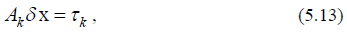 A_k δx = τ_k , (5.13)